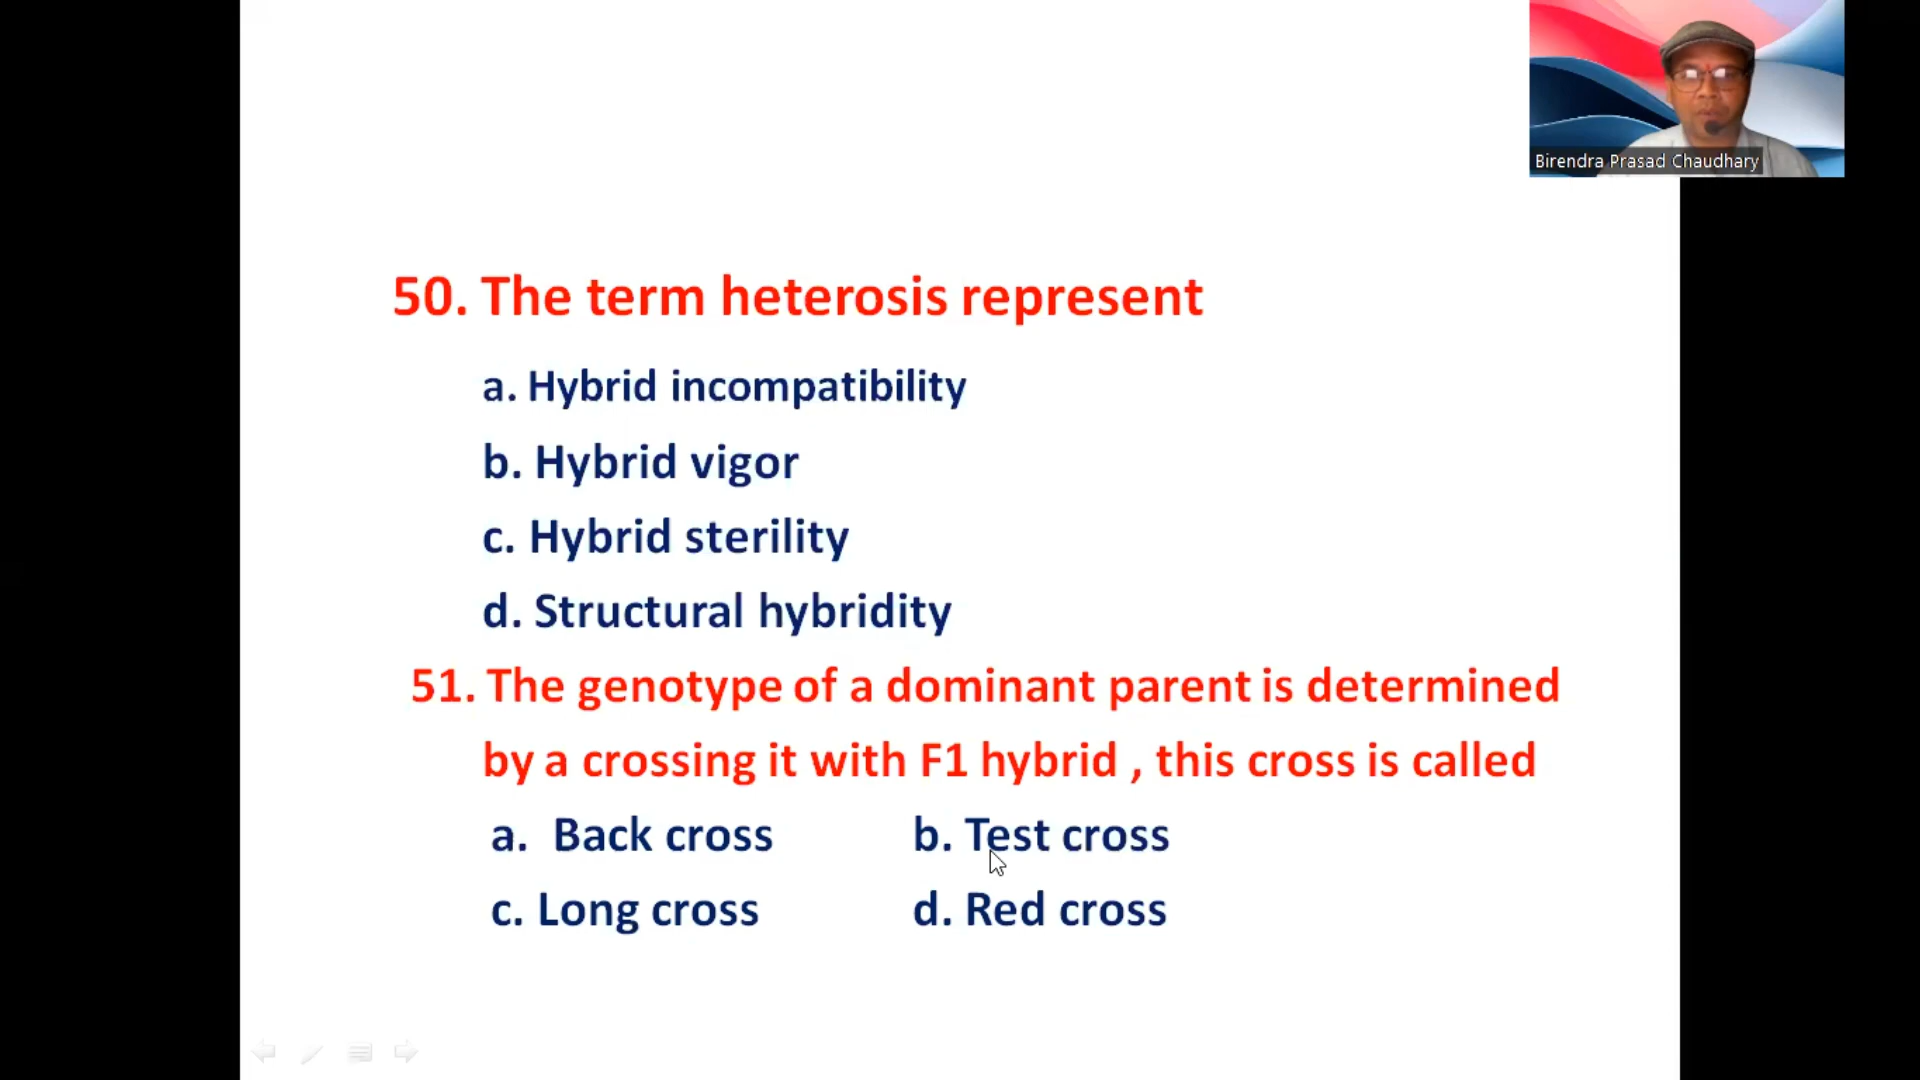 Birendra Prasad Chaudhary
50. The term heterosis represent
a. Hybrid incompatibility
b. Hybrid vigor
c. Hybrid sterility
d. Structural hybridity
51. The genotype of a dominant parent is determined
by a crossing it with F1 hybrid , this cross is called
a. Back cross b. Test cross
c. Long cross d. Red cross